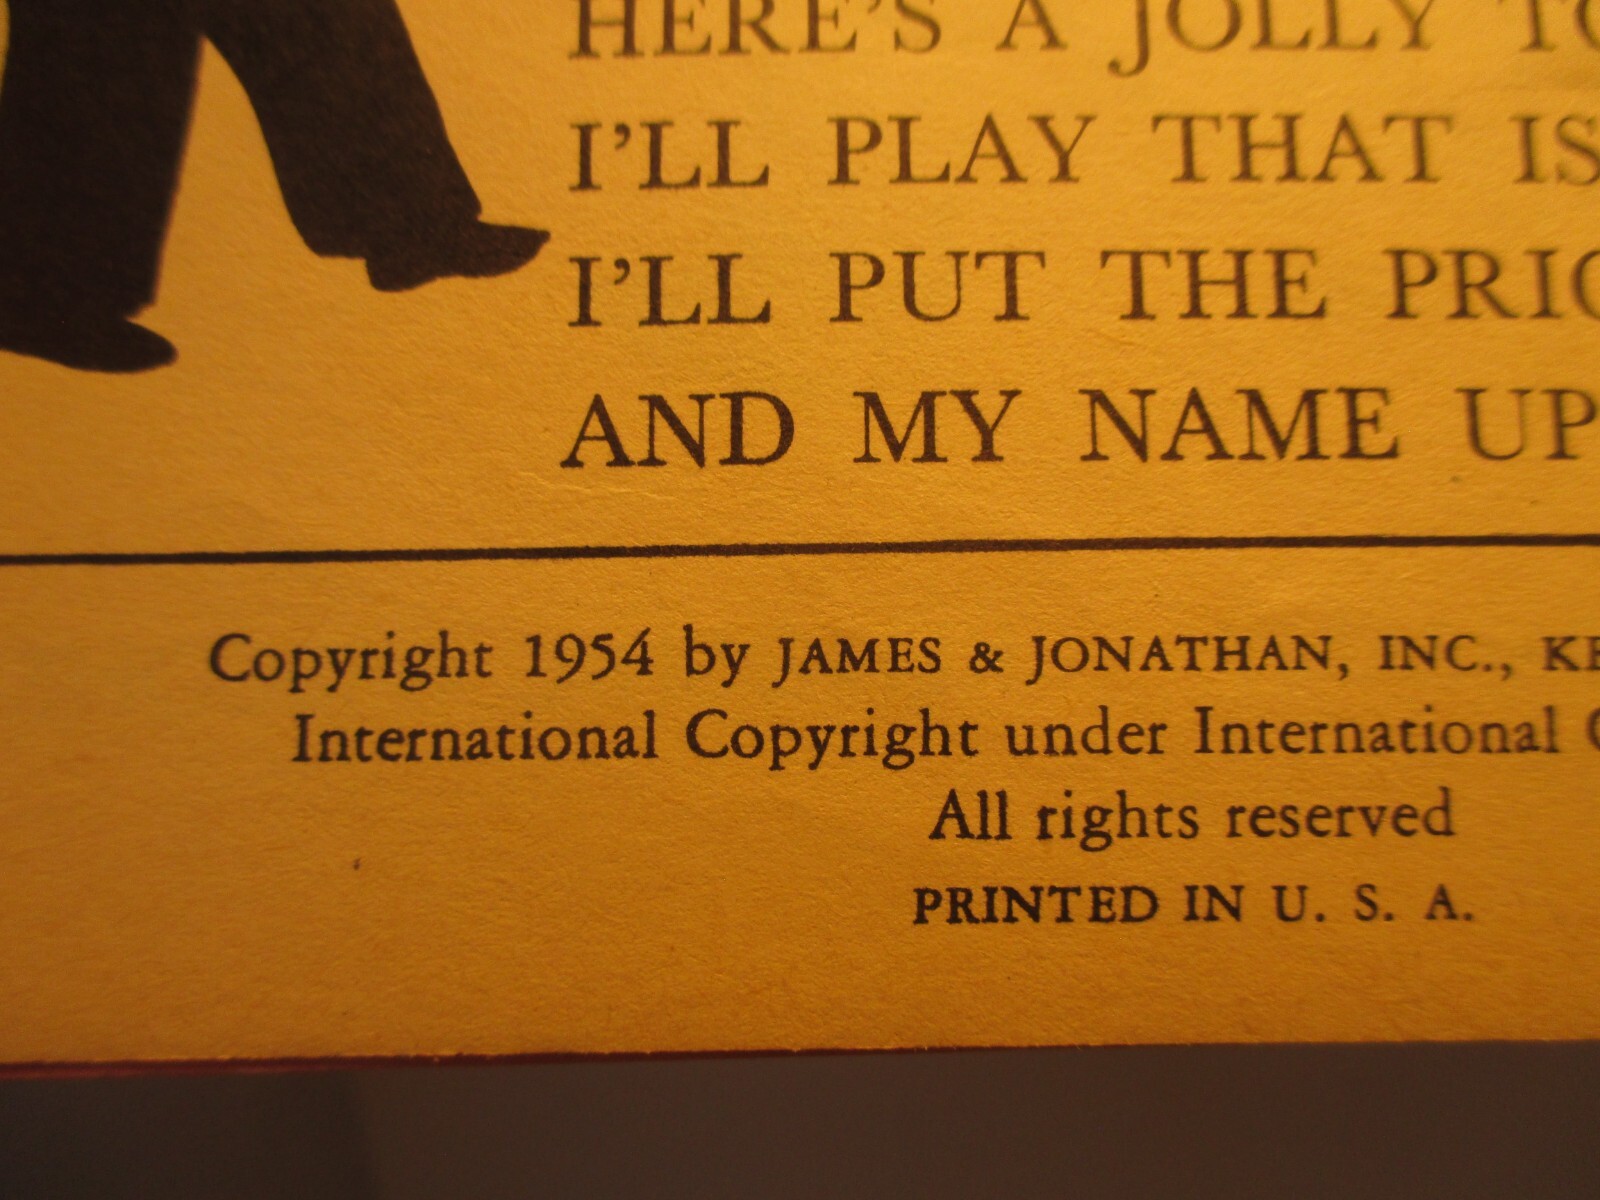 HERE'S A JOLLY
I'LL PLAY THAT IS
I'LL PUT THE
AND MY NAME UP
Copyright 1954 by JAMES & JONATHAN, INC.,
International Copyright under International
All rights reserved
PRINTED IN U. S. A.